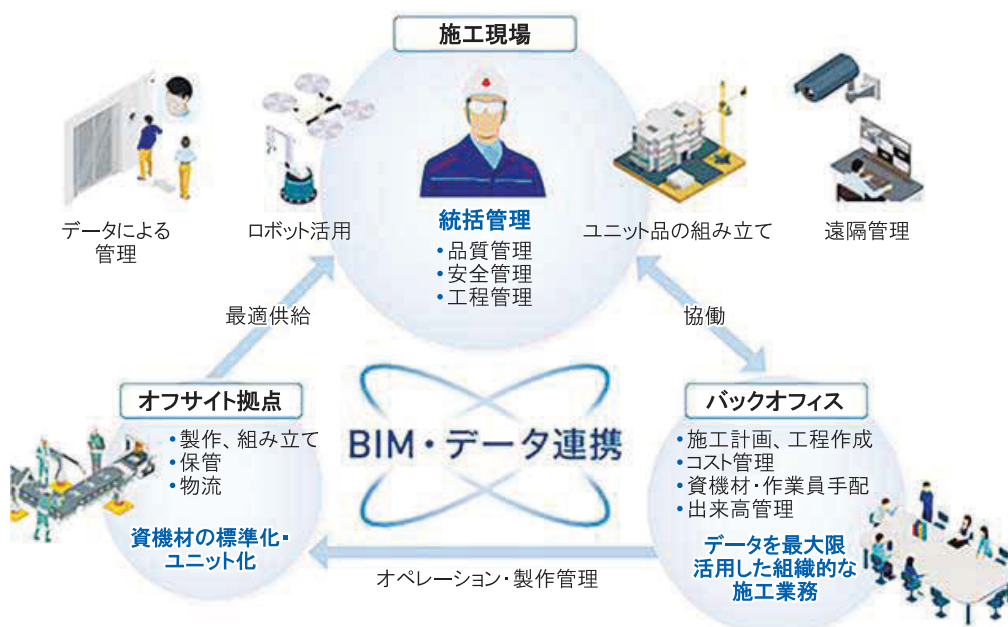 施工現場
データによる
管理
ロボット活用
統括管理
•品質管理
•安全管理
•工程管理
ユニット品の組み立て
遠隔管理
最適供給
協働
オフサイト拠点
•製作、組み立て
•保管
•物流
資機材の標準化・
ユニット化
BIM・データ連携
バックオフィス
•施工計画、工程作成
•コスト管理
•資機材・作業員手配
•出来高管理
データを最大限
活用した組織的な
施工業務
オペレーション・製作管理